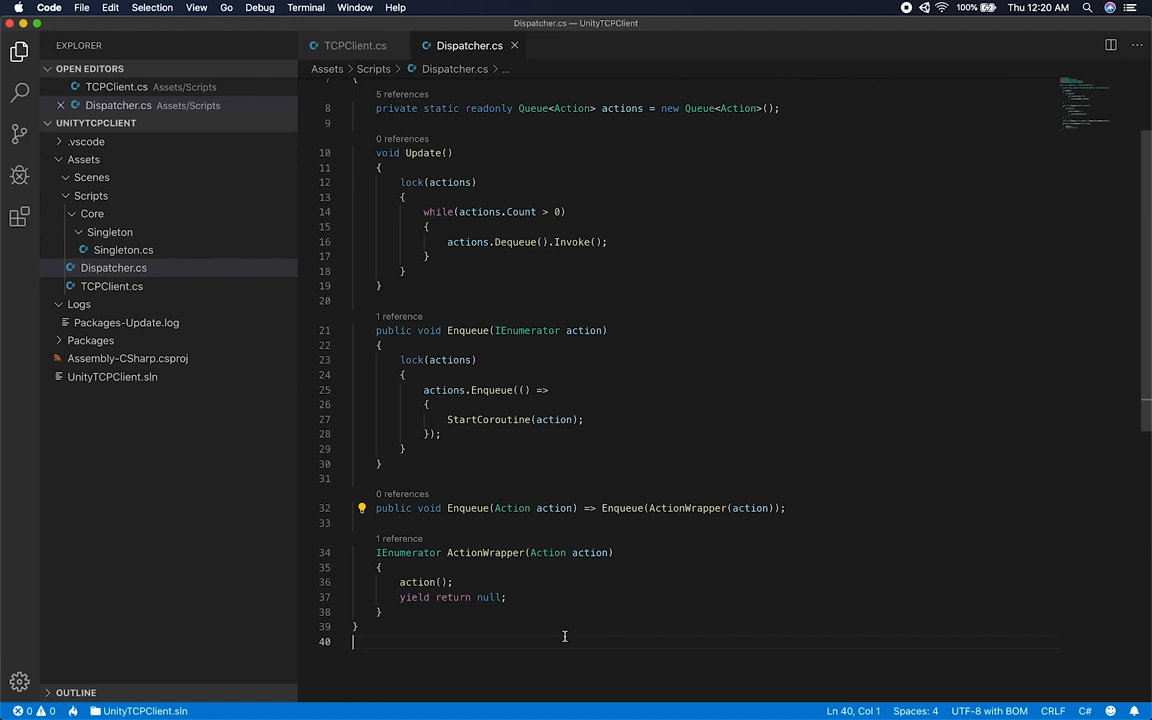 Code File Edit Selection View Go Debug Terminal Window Help 100% Thu 12:20 AM
Dispatcher.cs — UnityTCPClient
EXPLORER
OPEN EDITORS
TCPClient.cs Assets/Scripts
Dispatcher.cs Assets/Scripts
UNITYTCPCLIENT
.vscode
Assets
Scenes
Scripts
Core
Singleton
Singleton.cs
Dispatcher.cs
TCPClient.cs
Logs
Packages-Update.log
Packages
Assembly-CSharp.csproj
UnityTCPClient.sln
OUTLINE
TCPClient.cs Dispatcher.cs
Assets > Scripts > Dispatcher.cs > ...
7 {
5 references
8 private static readonly Queue<Action> actions = new Queue<Action>();
9
0 references
10 void Update()
11 {
12 lock(actions)
13 {
14 while(actions.Count > 0)
15 {
16 actions.Dequeue().Invoke();
17 }
18 }
19 }
20
1 reference
21 public void Enqueue(IEnumerator action)
22 {
23 lock(actions)
24 {
25 actions.Enqueue(() =>
26 {
27 StartCoroutine(action);
28 });
29 }
30 }
31
0 references
32 public void Enqueue(Action action) => Enqueue(ActionWrapper(action));
33
1 reference
34 IEnumerator ActionWrapper(Action action)
35 {
36 action();
37 yield return null;
38 }
39 }
40
0 0 UnityTCPClient.sln Ln 40, Col 1 Spaces: 4 UTF-8 with BOM CRLF C#